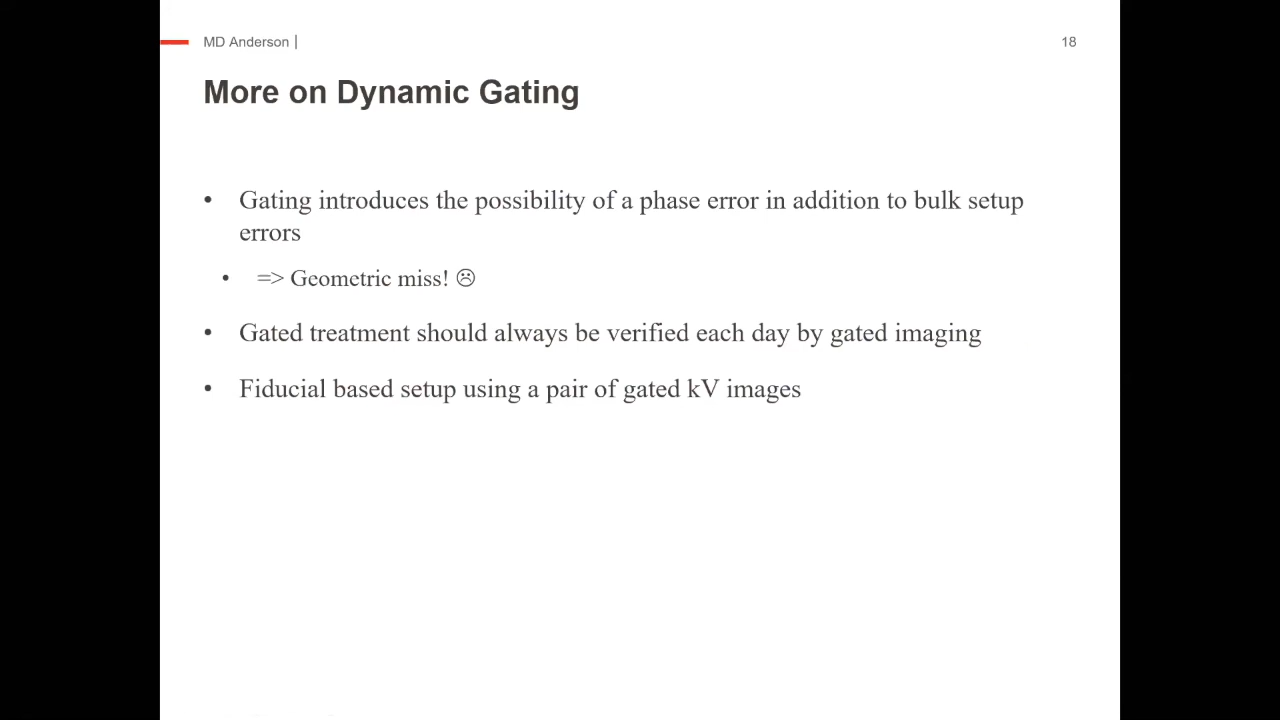 MD Anderson |
18
More on Dynamic Gating
• Gating introduces the possibility of a phase error in addition to bulk setup
errors
• => Geometric miss! ☹
• Gated treatment should always be verified each day by gated imaging
• Fiducial based setup using a pair of gated kV images